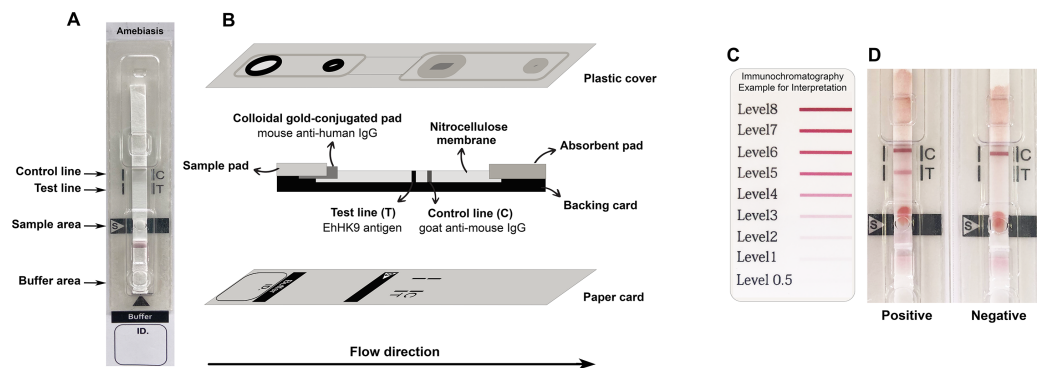 A
Amebiasis
Control line
Test line
Sample area
Buffer area
C
T
S
Buffer
ID.
B
Plastic cover
Colloidal gold-conjugated pad
mouse anti-human IgG
Nitrocellulose
membrane
Sample pad
Absorbent pad
Test line (T)
EhHK9 antigen
Control line (C)
goat anti-mouse IgG
Backing card
ID.
Buffer
S
T
C
Paper card
Flow direction
C
Immunochromatography
Example for Interpretation
Level8
Level7
Level6
Level5
Level4
Level3
Level2
Level1
Level 0.5
D
C
T
S
C
T
S
Positive
Negative